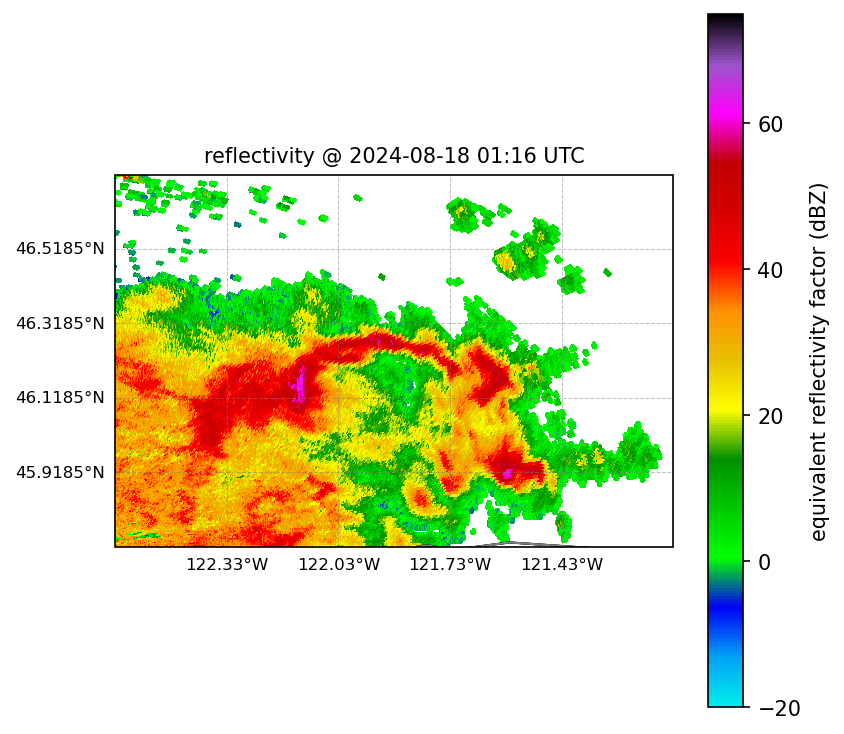 reflectivity @ 2024-08-18 01:16 UTC
46.5185°N
46.3185°N
46.1185°N
45.9185°N
122.33°W 122.03°W 121.73°W 121.43°W
60
40
20
0
−20
equivalent reflectivity factor (dBZ)